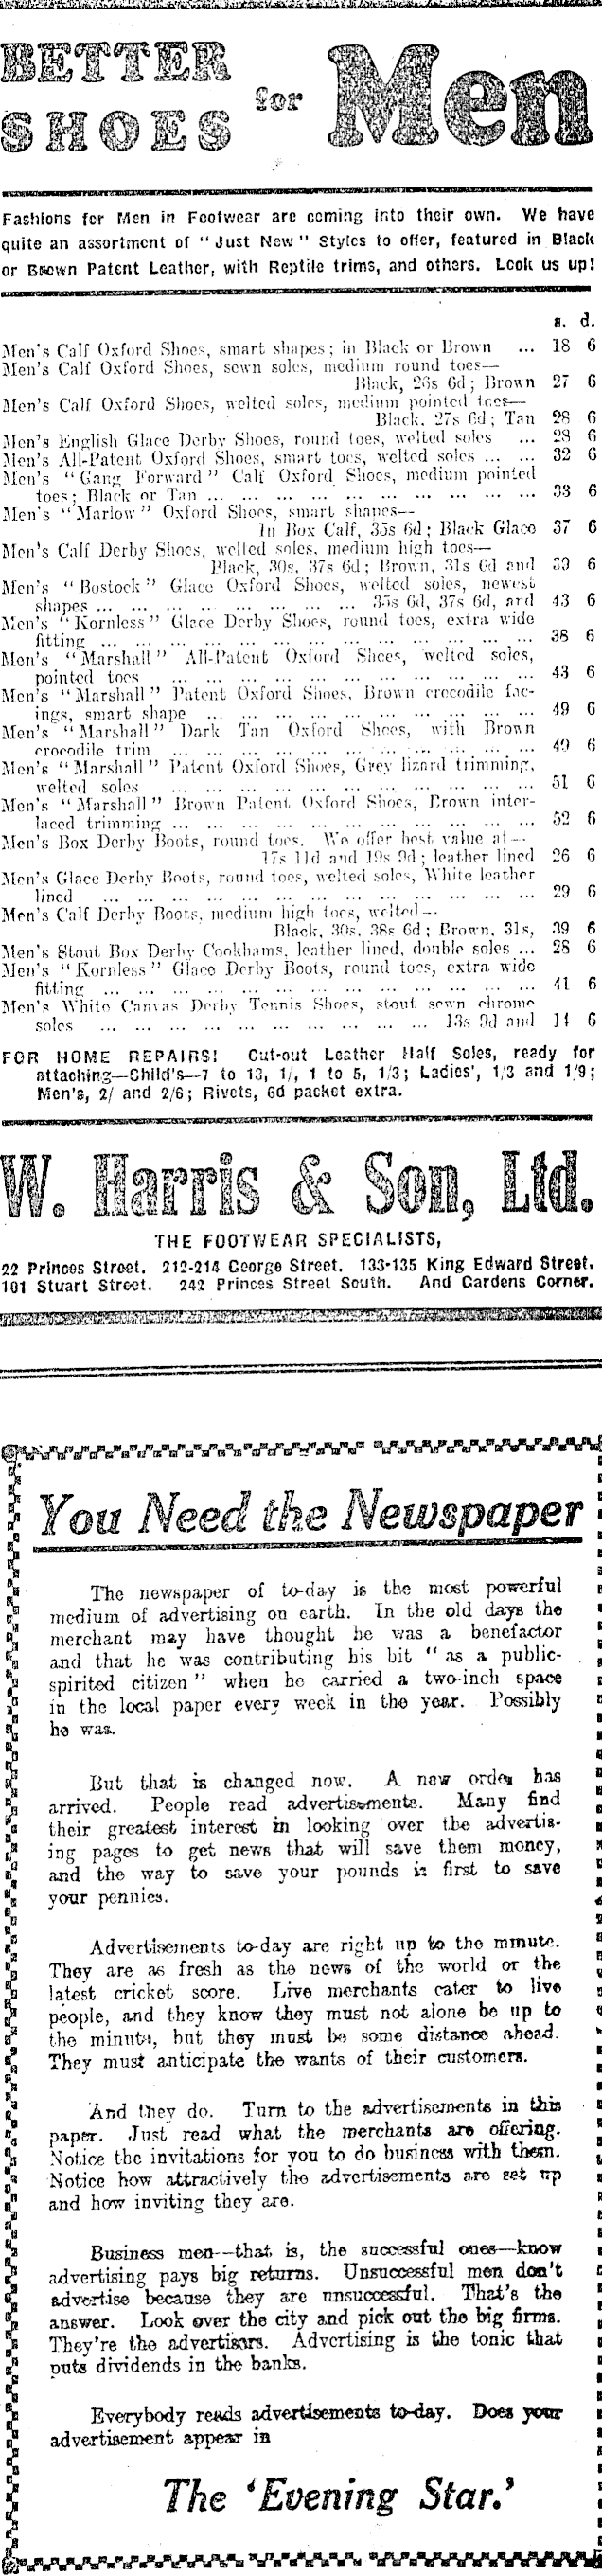 BETTER
SHOES for Men
Fashions for Men in Footwear are coming into their own. We have
quite an assortment of "Just New" Styles to offer, featured in Black
or Brown Patent Leather, with Reptile trims, and others. Look us up!
s. d.
Men's Calf Oxford Shoes, smart shapes; in Black or Brown ... 18 6
Men's Calf Oxford Shoes, sewn soles, medium round toes—
Black, 26s 6d; Brown 27 6
Men's Calf Oxford Shoes, welted soles, medium pointed toes—
Black, 27s 6d; Tan 28 6
Men's English Glace Derby Shoes, round toes, welted soles ... 28 6
Men's All-Patent Oxford Shoes, smart toes, welted soles ... ... 32 6
Men's "Gang Forward" Calf Oxford Shoes, medium pointed
toes; Black or Tan ... ... ... ... ... ... ... ... ... ... 33 6
Men's "Marlow" Oxford Shoes, smart shapes—
In Box Calf, 35s 6d; Black Glace 37 6
Men's Calf Derby Shoes, welted soles, medium high toes—
Black, 30s, 37s 6d; Brown, 31s 6d and 6
Men's "Bostock" Glace Oxford Shoes, welted soles, newest
shapes ... ... ... ... ... ... ... ... 35s 6d, 37s 6d, and 43 6
Men's "Kornless" Glace Derby Shoes, round toes, extra wide
fitting ... ... ... ... ... ... ... ... ... ... ... ... ... 38 6
Men's "Marshall" All-Patent Oxford Shoes, welted soles,
pointed toes ... ... ... ... ... ... ... ... ... ... ... 43 6
Men's "Marshall" Patent Oxford Shoes, Brown crocodile fac-
ings, smart shape ... ... ... ... ... ... ... ... ... ... 49 6
Men's "Marshall" Dark Tan Oxford Shoes, with Brown
crocodile trim ... ... ... ... ... ... ... ... ... ... 49 6
Men's "Marshall" Patent Oxford Shoes, Grey lizard trimming,
welted soles ... ... ... ... ... ... ... ... ... ... ... 51 6
Men's "Marshall" Brown Patent Oxford Shoes, Brown inter-
laced trimming ... ... ... ... ... ... ... ... ... ... ... 52 6
Men's Box Derby Boots, round toes. We offer best value at—
17s 11d and 19s 9d; leather lined 26 6
Men's Glace Derby Boots, round toes, welted soles, White leather
lined ... ... ... ... ... ... ... ... ... ... ... ... ... 29 6
Men's Calf Derby Boots, medium high toes, welted—
Black, 30s, 38s 6d; Brown, 31s, 39 6
Men's Stout Box Derby Cookhams, leather lined, double soles ... 28 6
Men's "Kornless" Glace Derby Boots, round toes, extra wide
fitting ... ... ... ... ... ... ... ... ... ... ... ... ... 41 6
Men's White Canvas Derby Tennis Shoes, stout sewn chrome
soles ... ... ... ... ... ... ... ... ... ... 13s 9d and 14 6
FOR HOME REPAIRS! Cut-out Leather Half Soles, ready for
attaching—Child's—7 to 13, 1/, 1 to 5, 1/3; Ladies', 1/3 and 1/9;
Men's, 2/ and 2/6; Rivets, 6d packet extra.
W. Harris & Son, Ltd.
THE FOOTWEAR SPECIALISTS,
22 Princes Street. 212-214 George Street. 133-135 King Edward Street.
101 Stuart Street. 242 Princes Street South. And Gardens Corner.
You Need the Newspaper
The newspaper of to-day is the most powerful
medium of advertising on earth. In the old days the
merchant may have thought he was a benefactor
and that he was contributing his bit "as a public-
spirited citizen" when he carried a two-inch space
in the local paper every week in the year. Possibly
he was.
But that is changed now. A new order has
arrived. People read advertisements. Many find
their greatest interest in looking over the advertis-
ing pages to get news that will save them money,
and the way to save your pounds is first to save
your pennies.
Advertisements to-day are right up to the minute.
They are as fresh as the news of the world or the
latest cricket score. Live merchants cater to live
people, and they know they must not alone be up to
the minute, but they must be some distance ahead.
They must anticipate the wants of their customers.
And they do. Turn to the advertisements in this
paper. Just read what the merchants are offering.
Notice the invitations for you to do business with them.
Notice how attractively the advertisements are set up
and how inviting they are.
Business men—that is, the successful ones—know
advertising pays big returns. Unsuccessful men don't
advertise because they are unsuccessful. That's the
answer. Look over the city and pick out the big firms.
They're the advertisers. Advertising is the tonic that
puts dividends in the banks.
Everybody reads advertisements to-day. Does your
advertisement appear in
The 'Evening Star.'